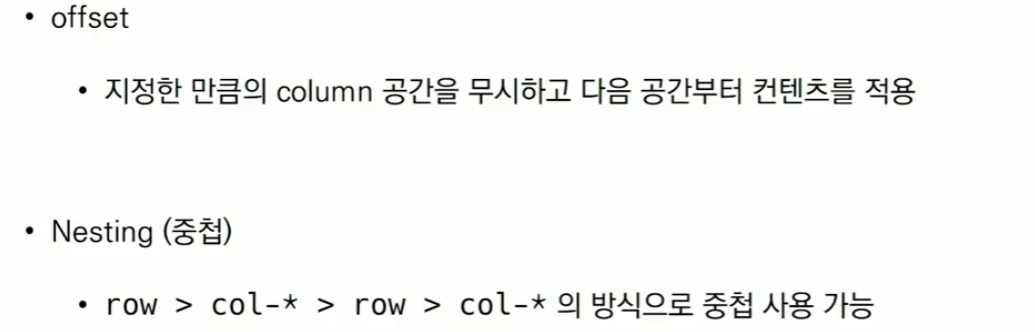 • offset
• 지정한 만큼의 column 공간을 무시하고 다음 공간부터 컨텐츠를 적용
• Nesting (중첩)
• row > col-* > row > col-* 의 방식으로 중첩 사용 가능